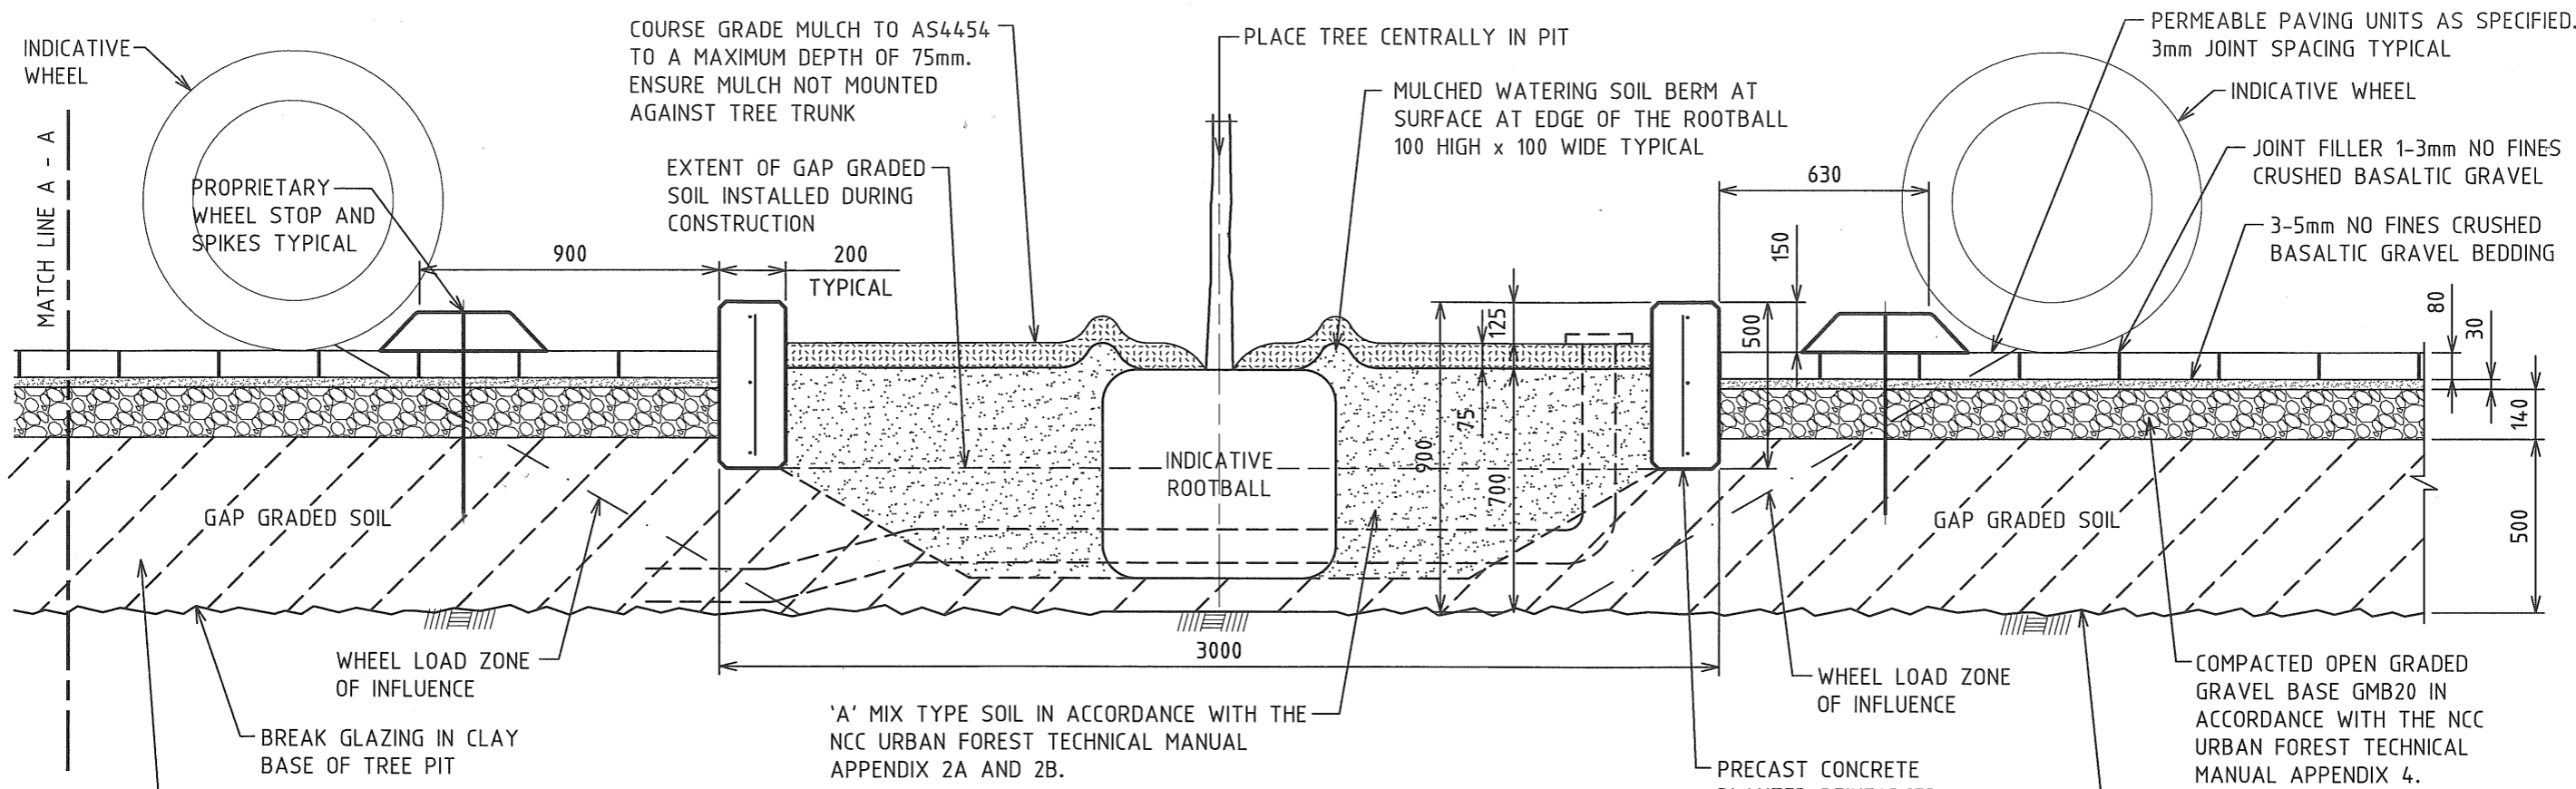 INDICATIVE
WHEEL
COURSE GRADE MULCH TO AS4454
TO A MAXIMUM DEPTH OF 75mm.
ENSURE MULCH NOT MOUNTED
AGAINST TREE TRUNK
PLACE TREE CENTRALLY IN PIT
PERMEABLE PAVING UNITS AS SPECIFIED.
3mm JOINT SPACING TYPICAL
MULCHED WATERING SOIL BERM AT
SURFACE AT EDGE OF THE ROOTBALL
100 HIGH x 100 WIDE TYPICAL
INDICATIVE WHEEL
JOINT FILLER 1-3mm NO FINES
CRUSHED BASALTIC GRAVEL
3-5mm NO FINES CRUSHED
BASALTIC GRAVEL BEDDING
MATCH LINE A - A
PROPRIETARY
WHEEL STOP AND
SPIKES TYPICAL
EXTENT OF GAP GRADED
SOIL INSTALLED DURING
CONSTRUCTION
900
200
TYPICAL
630
150
500
125
75
900
700
80
30
140
500
INDICATIVE
ROOTBALL
GAP GRADED SOIL
GAP GRADED SOIL
3000
WHEEL LOAD ZONE
OF INFLUENCE
BREAK GLAZING IN CLAY
BASE OF TREE PIT
'A' MIX TYPE SOIL IN ACCORDANCE WITH THE
NCC URBAN FOREST TECHNICAL MANUAL
APPENDIX 2A AND 2B.
WHEEL LOAD ZONE
OF INFLUENCE
COMPACTED OPEN GRADED
GRAVEL BASE GMB20 IN
ACCORDANCE WITH THE NCC
URBAN FOREST TECHNICAL
MANUAL APPENDIX 4.
PRECAST CONCRETE